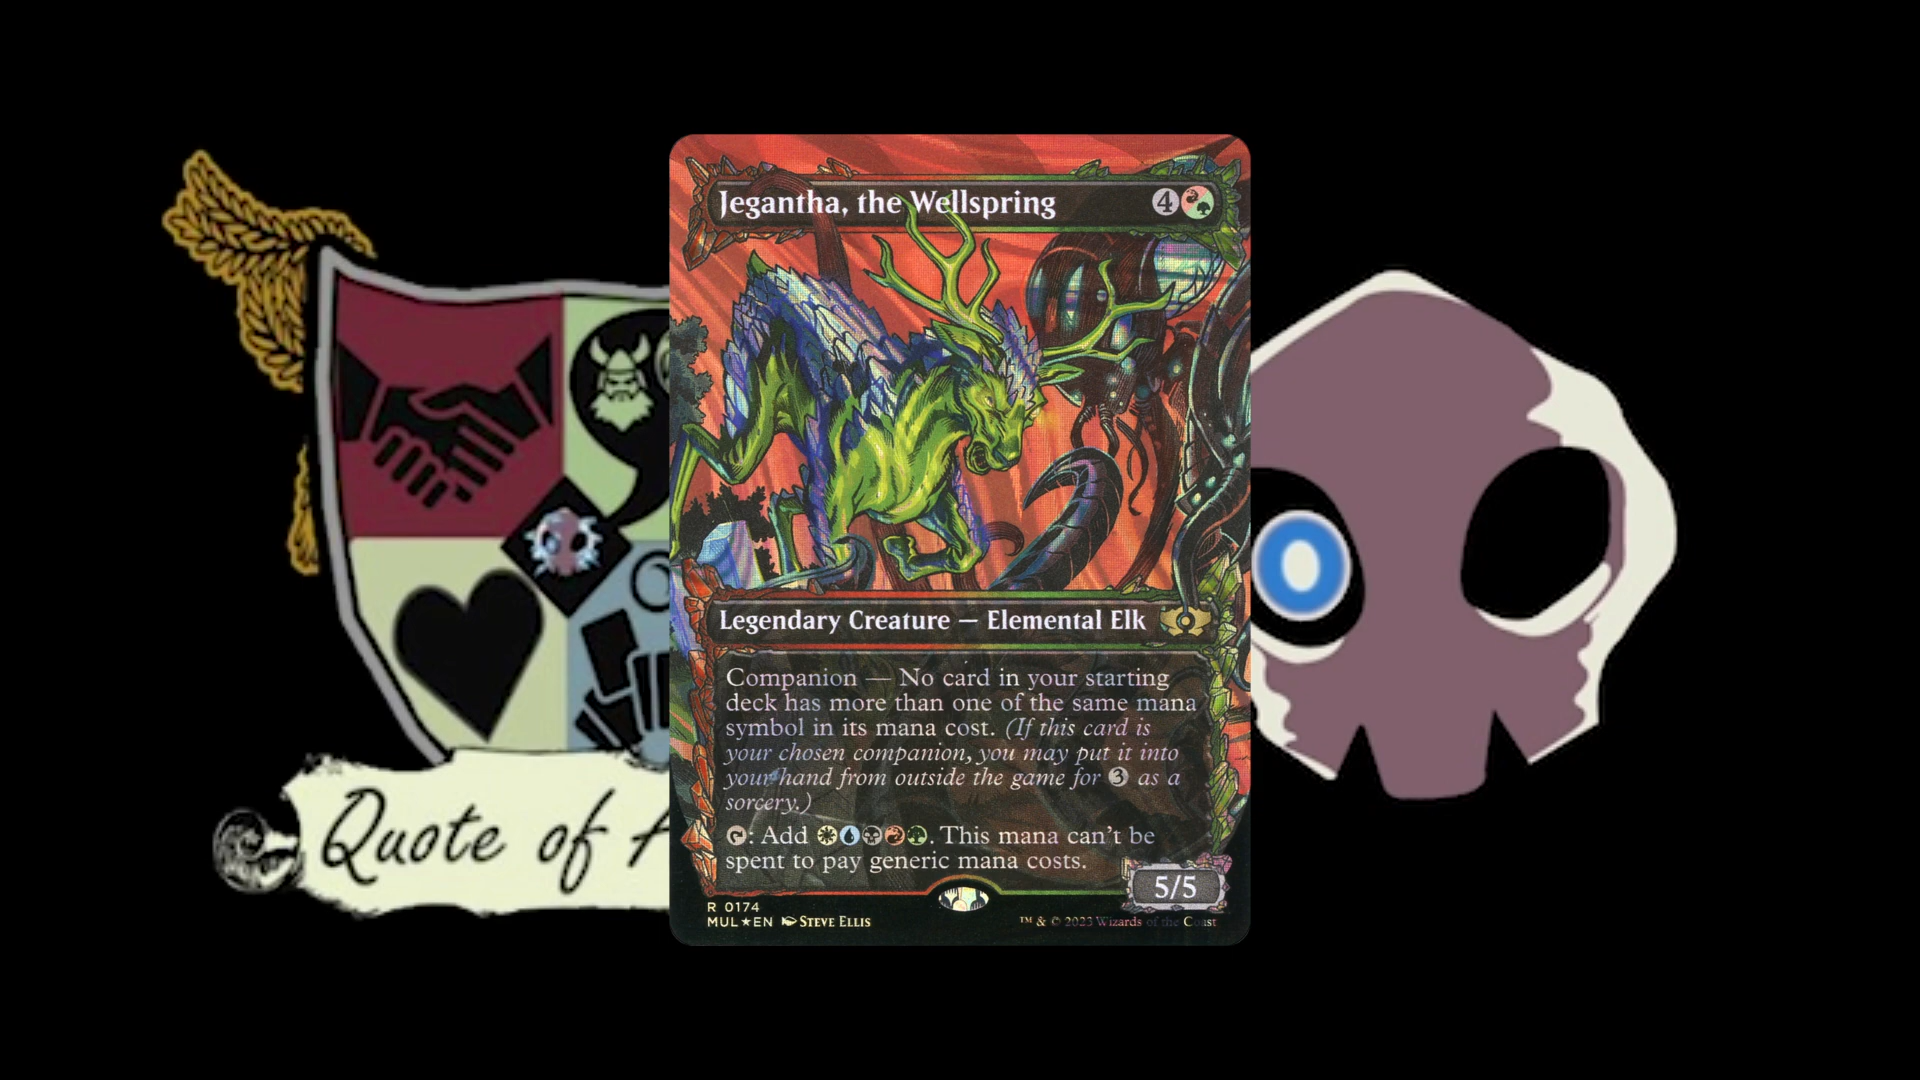 Jegantha, the Wellspring 4
Legendary Creature — Elemental Elk
Companion — No card in your starting
deck has more than one of the same mana
symbol in its mana cost. (If this card is
your chosen companion, you may put it into
your hand from outside the game for 3 as a
sorcery.)
: Add . This mana can't be
spent to pay generic mana costs.
5/5
R 0174
MUL★EN STEVE ELLIS
™ & © 2023 Wizards of the Coast
Quote of